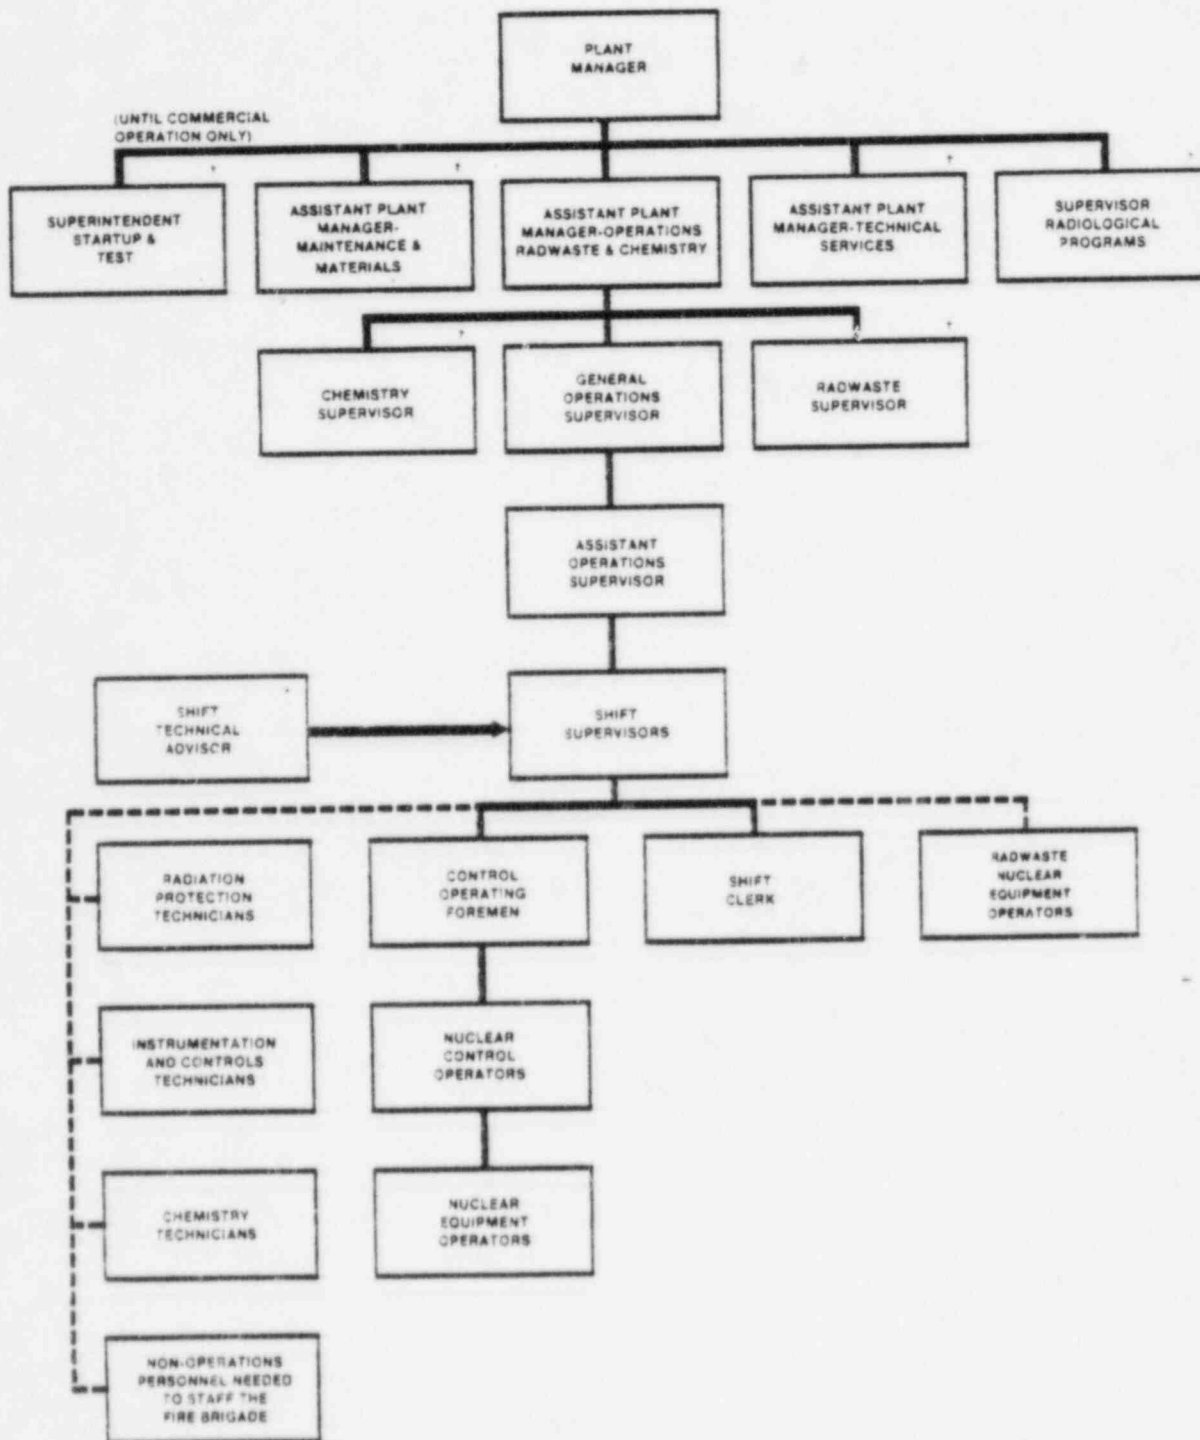 PLANT
MANAGER
(UNTIL COMMERCIAL
OPERATION ONLY)
SUPERINTENDENT
STARTUP &
TEST
ASSISTANT PLANT
MANAGER-
MAINTENANCE &
MATERIALS
ASSISTANT PLANT
MANAGER-OPERATIONS
RADWASTE & CHEMISTRY
ASSISTANT PLANT
MANAGER-TECHNICAL
SERVICES
SUPERVISOR
RADIOLOGICAL
PROGRAMS
CHEMISTRY
SUPERVISOR
GENERAL
OPERATIONS
SUPERVISOR
RADWASTE
SUPERVISOR
ASSISTANT
OPERATIONS
SUPERVISOR
SHIFT
TECHNICAL
ADVISOR
SHIFT
SUPERVISORS
RADIATION
PROTECTION
TECHNICIANS
CONTROL
OPERATING
FOREMEN
SHIFT
CLERK
RADWASTE
NUCLEAR
EQUIPMENT
OPERATORS
INSTRUMENTATION
AND CONTROLS
TECHNICIANS
NUCLEAR
CONTROL
OPERATORS
CHEMISTRY
TECHNICIANS
NUCLEAR
EQUIPMENT
OPERATORS
NON-OPERATIONS
PERSONNEL NEEDED
TO STAFF THE
FIRE BRIGADE